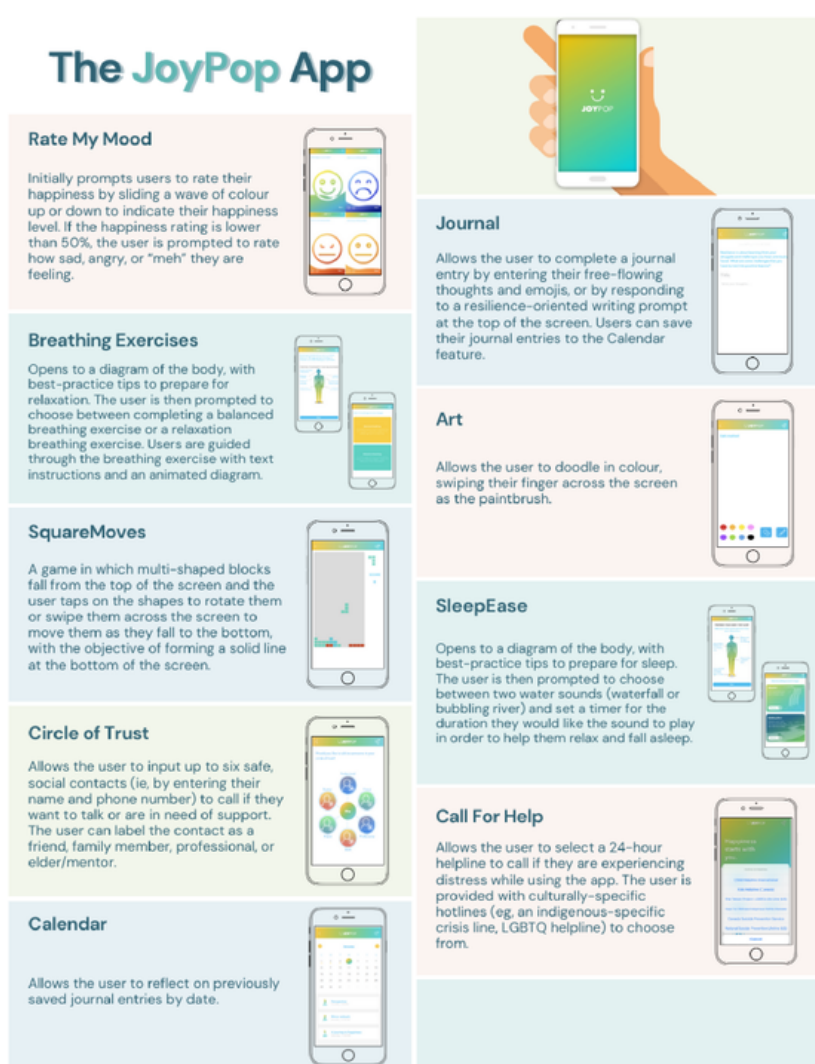 The JoyPop App
JOYPOP
Rate My Mood
Initially prompts users to rate their
happiness by sliding a wave of colour
up or down to indicate their happiness
level. If the happiness rating is lower
than 50%, the user is prompted to rate
how sad, angry, or “meh” they are
feeling.
Breathing Exercises
Opens to a diagram of the body, with
best-practice tips to prepare for
relaxation. The user is then prompted to
choose between completing a balanced
breathing exercise or a relaxation
breathing exercise. Users are guided
through the breathing exercise with text
instructions and an animated diagram.
SquareMoves
A game in which multi-shaped blocks
fall from the top of the screen and the
user taps on the shapes to rotate them
or swipe them across the screen to
move them as they fall to the bottom,
with the objective of forming a solid line
at the bottom of the screen.
Circle of Trust
Allows the user to input up to six safe,
social contacts (ie, by entering their
name and phone number) to call if they
want to talk or are in need of support.
The user can label the contact as a
friend, family member, professional, or
elder/mentor.
Calendar
Allows the user to reflect on previously
saved journal entries by date.
Journal
Allows the user to complete a journal
entry by entering their free-flowing
thoughts and emojis, or by responding
to a resilience-oriented writing prompt
at the top of the screen. Users can save
their journal entries to the Calendar
feature.
Art
Allows the user to doodle in colour,
swiping their finger across the screen
as the paintbrush.
SleepEase
Opens to a diagram of the body, with
best-practice tips to prepare for sleep.
The user is then prompted to choose
between two water sounds (waterfall or
bubbling river) and set a timer for the
duration they would like the sound to play
in order to help them relax and fall asleep.
Call For Help
Allows the user to select a 24-hour
helpline to call if they are experiencing
distress while using the app. The user is
provided with culturally-specific
hotlines (eg, an indigenous-specific
crisis line, LGBTQ helpline) to choose
from.
Happiness
starts with
you